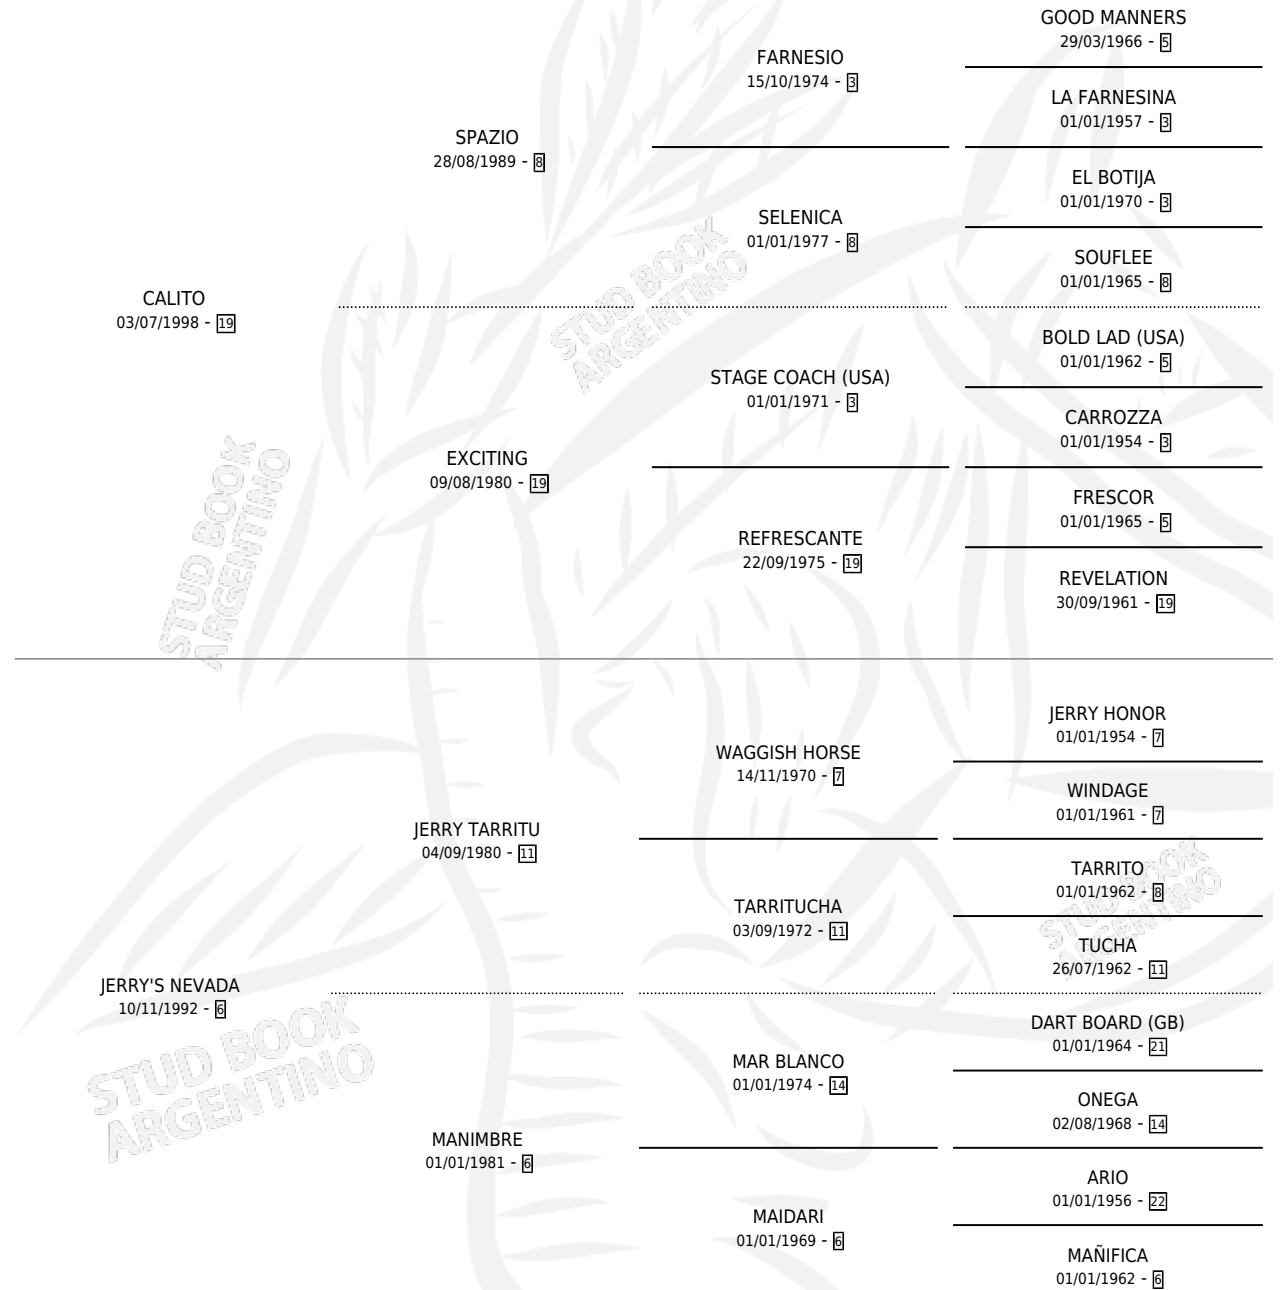 GOOD MANNERS
29/03/1966 - 5
FARNESIO
15/10/1974 - 3
LA FARNESINA
01/01/1957 - 3
SPAZIO
28/08/1989 - 8
EL BOTIJA
01/01/1970 - 3
SELENICA
01/01/1977 - 8
SOUFLEE
01/01/1965 - 8
CALITO
03/07/1998 - 19
BOLD LAD (USA)
01/01/1962 - 5
STAGE COACH (USA)
01/01/1971 - 3
CARROZZA
01/01/1954 - 3
EXCITING
09/08/1980 - 19
FRESCOR
01/01/1965 - 5
REFRESCANTE
22/09/1975 - 19
REVELATION
30/09/1961 - 19
JERRY HONOR
01/01/1954 - 7
WAGGISH HORSE
14/11/1970 - 7
WINDAGE
01/01/1961 - 7
JERRY TARRITU
04/09/1980 - 11
TARRITO
01/01/1962 - 8
TARRITUCHA
03/09/1972 - 11
TUCHA
26/07/1962 - 11
JERRY'S NEVADA
10/11/1992 - 6
DART BOARD (GB)
01/01/1964 - 21
MAR BLANCO
01/01/1974 - 14
ONEGA
02/08/1968 - 14
MANIMBRE
01/01/1981 - 6
ARIO
01/01/1956 - 22
MAIDARI
01/01/1969 - 6
MAÑIFICA
01/01/1962 - 6
STUD BOOK
ARGENTINO
STUD BOOK
ARGENTINO
STUD BOOK
ARGENTINO
STUD BOOK
ARGENTINO